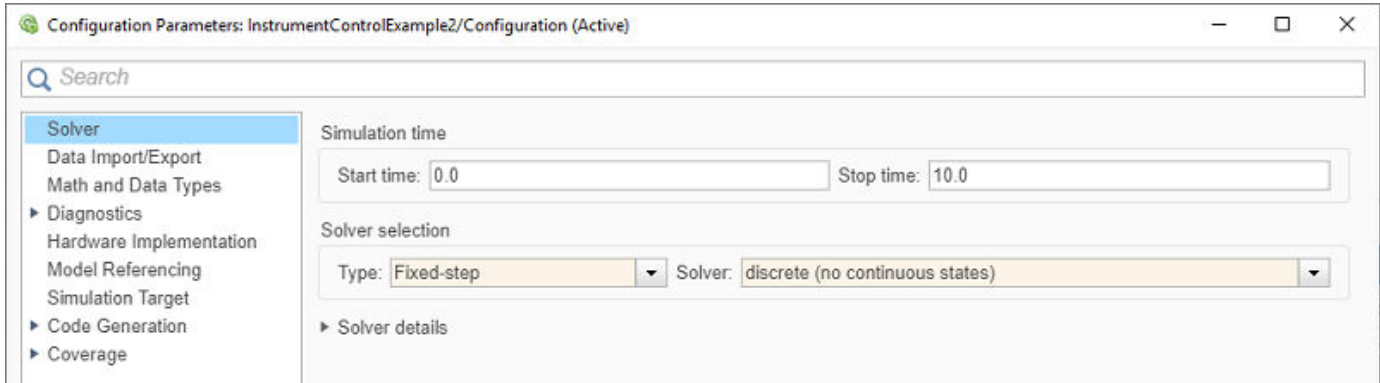 Configuration Parameters: InstrumentControlExample2/Configuration (Active)
Search
Solver
Data Import/Export
Math and Data Types
Diagnostics
Hardware Implementation
Model Referencing
Simulation Target
Code Generation
Coverage
Simulation time
Start time: 0.0 Stop time: 10.0
Solver selection
Type: Fixed-step Solver: discrete (no continuous states)
Solver details